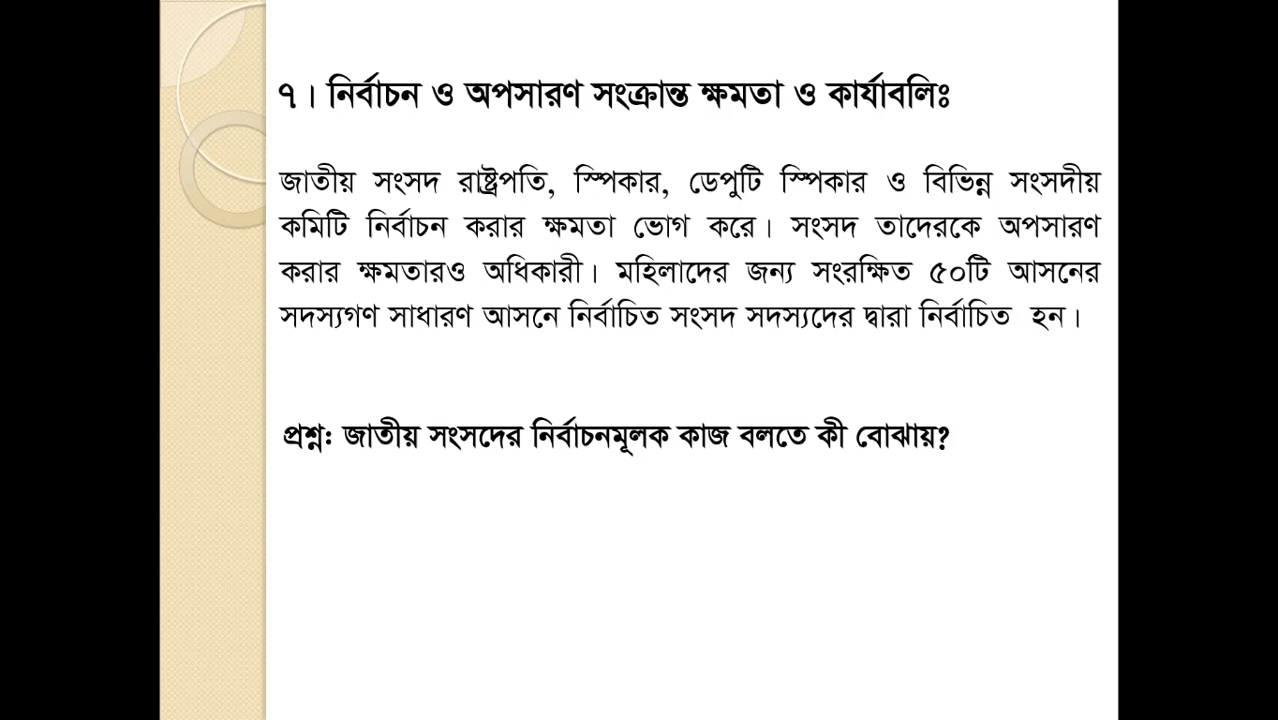 ৭। নির্বাচন ও অপসারণ সংক্রান্ত ক্ষমতা ও কার্যাবলিঃ
জাতীয় সংসদ রাষ্ট্রপতি, স্পিকার, ডেপুটি স্পিকার ও বিভিন্ন সংসদীয়
কমিটি নির্বাচন করার ক্ষমতা ভোগ করে। সংসদ তাদেরকে অপসারণ
করার ক্ষমতারও অধিকারী। মহিলাদের জন্য সংরক্ষিত ৫০টি আসনের
সদস্যগণ সাধারণ আসনে নির্বাচিত সংসদ সদস্যদের দ্বারা নির্বাচিত হন।
প্রশ্ন: জাতীয় সংসদের নির্বাচনমূলক কাজ বলতে কী বোঝায়?